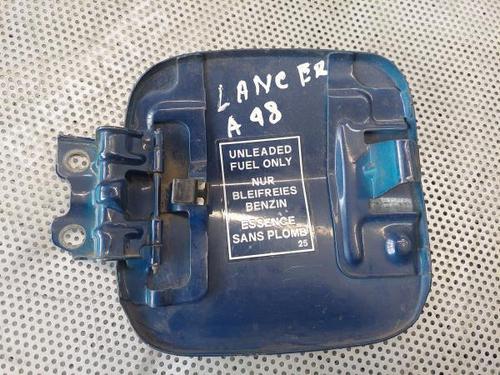 LANCER
A 98
UNLEADED
FUEL ONLY
NUR
BLEIFREIES
BENZIN
ESSENCE
SANS PLOMB
25